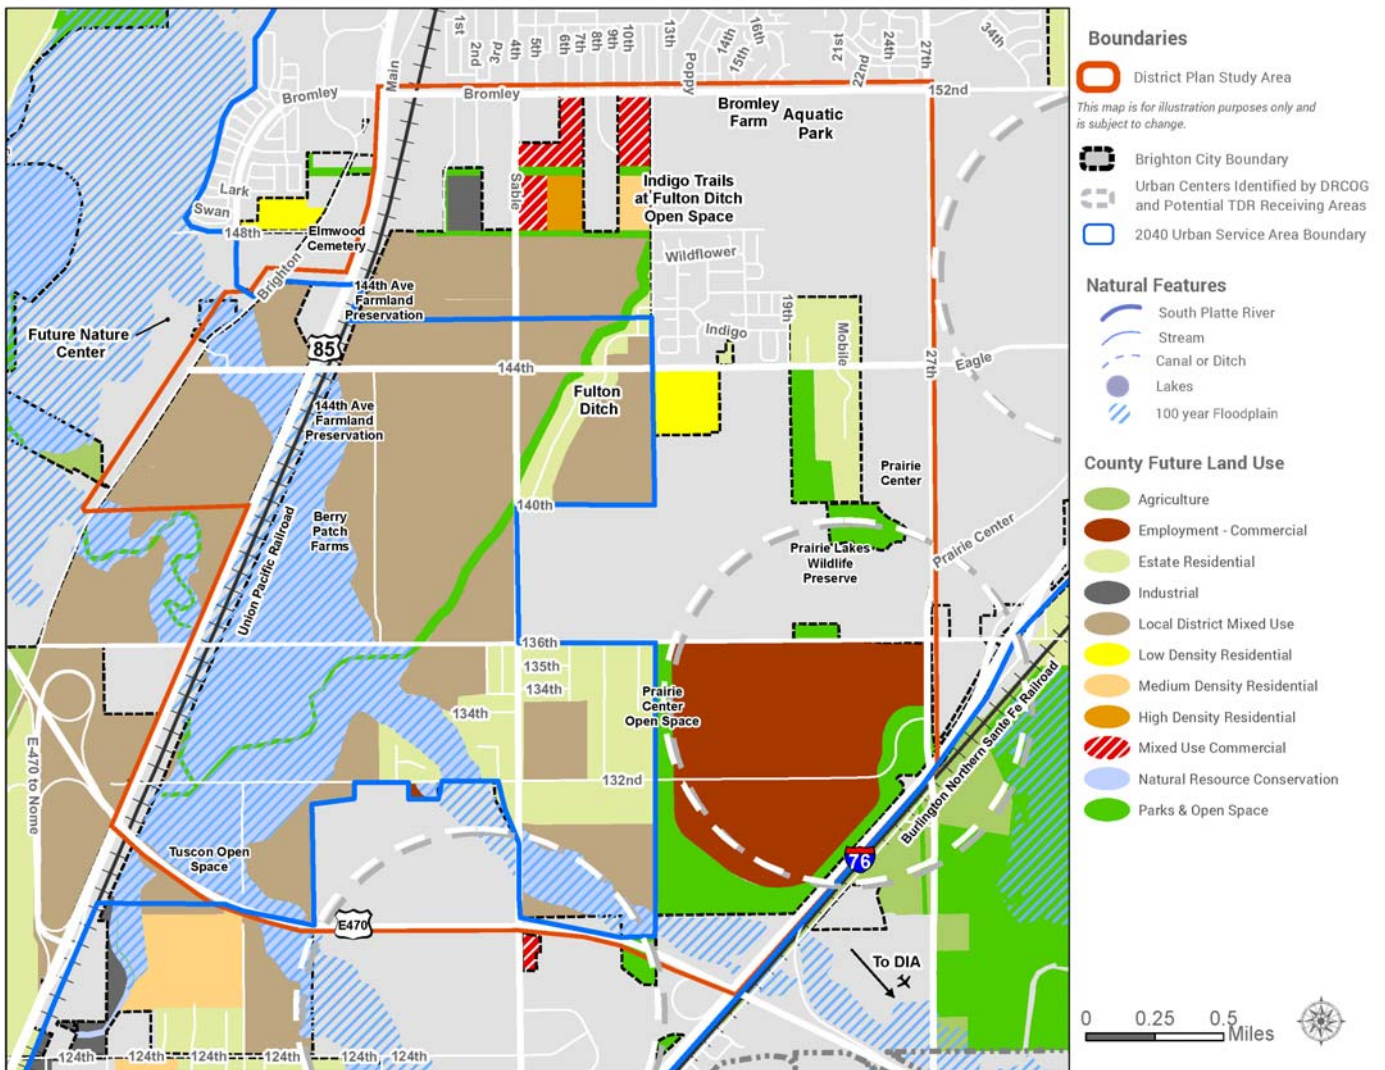 1st
2nd
3rd
4th
5th
6th
7th
8th
9th
10th
13th
Poppy
14th
15th
16th
21st
22nd
24th
27th
34th
Main
Bromley
Bromley
152nd
Bromley
Farm
Aquatic
Park
Lark
Swan
148th
Sable
Elmwood
Cemetery
Indigo Trails
at Fulton Ditch
Open Space
Wildflower
Brighton
144th Ave
Farmland
Preservation
Future Nature
Center
85
Indigo
19th
Mobile
27th
Eagle
144th
144th Ave
Farmland
Preservation
Fulton
Ditch
Prairie
Center
140th
Berry
Patch
Farms
Union Pacific Railroad
Prairie Lakes
Wildlife
Preserve
Prairie Center
136th
135th
134th
134th
Prairie
Center
Open Space
132nd
E-470 to Nome
Burlington Northern Sante Fe Railroad
76
Tuscon Open
Space
E470
To DIA
124th
124th
124th
124th
124th
124th
Boundaries
District Plan Study Area
This map is for illustration purposes only and
is subject to change.
Brighton City Boundary
Urban Centers Identified by DRCOG
and Potential TDR Receiving Areas
2040 Urban Service Area Boundary
Natural Features
South Platte River
Stream
Canal or Ditch
Lakes
100 year Floodplain
County Future Land Use
Agriculture
Employment - Commercial
Estate Residential
Industrial
Local District Mixed Use
Low Density Residential
Medium Density Residential
High Density Residential
Mixed Use Commercial
Natural Resource Conservation
Parks & Open Space
0 0.25 0.5
Miles